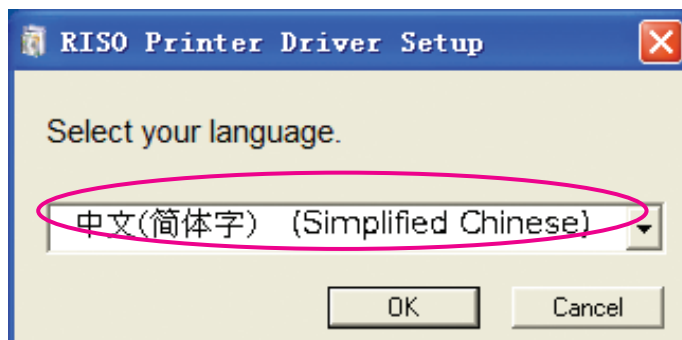 RISO Printer Driver Setup
Select your language.
中文(简体字) (Simplified Chinese)
OK Cancel